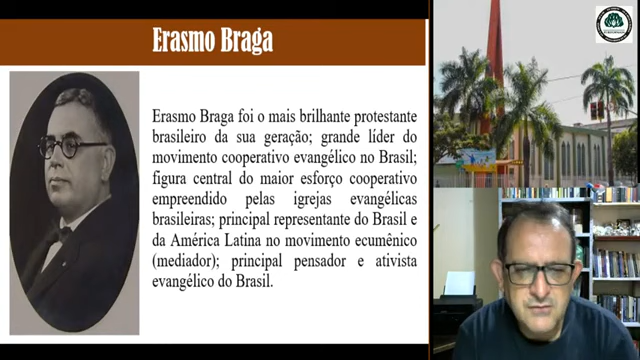 Erasmo Braga
Erasmo Braga foi o mais brilhante protestante
brasileiro da sua geração; grande líder do
movimento cooperativo evangélico no Brasil;
figura central do maior esforço cooperativo
empreendido pelas igrejas evangélicas
brasileiras; principal representante do Brasil e
da América Latina no movimento ecumênico
(mediador); principal pensador e ativista
evangélico do Brasil.